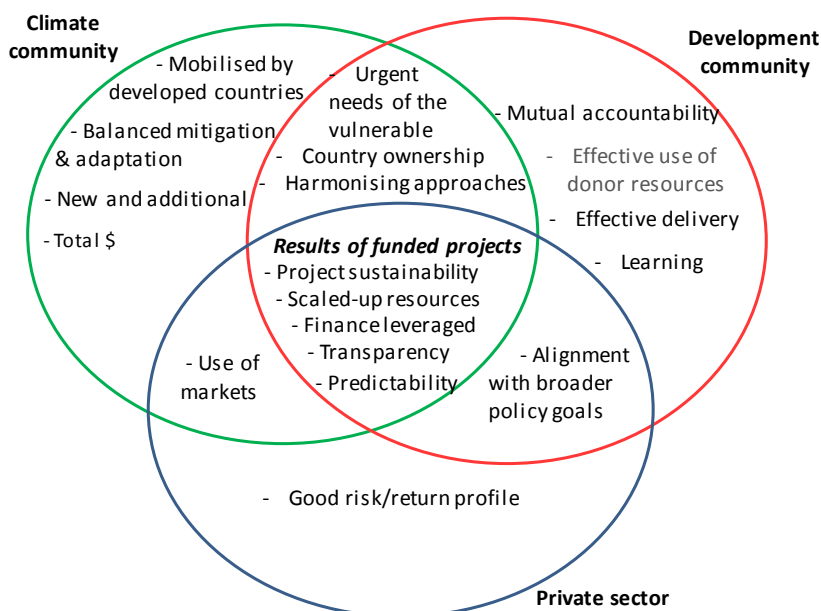 Climate
community
Development
community
- Mobilised by
developed countries
- Balanced mitigation
& adaptation
- New and additional
- Total $
- Urgent
needs of the
vulnerable
- Country ownership
- Harmonising approaches
- Mutual accountability
- Effective use of
donor resources
- Effective delivery
- Learning
Results of funded projects
- Project sustainability
- Scaled-up resources
- Finance leveraged
- Transparency
- Predictability
- Use of
markets
- Alignment
with broader
policy goals
- Good risk/return profile
Private sector